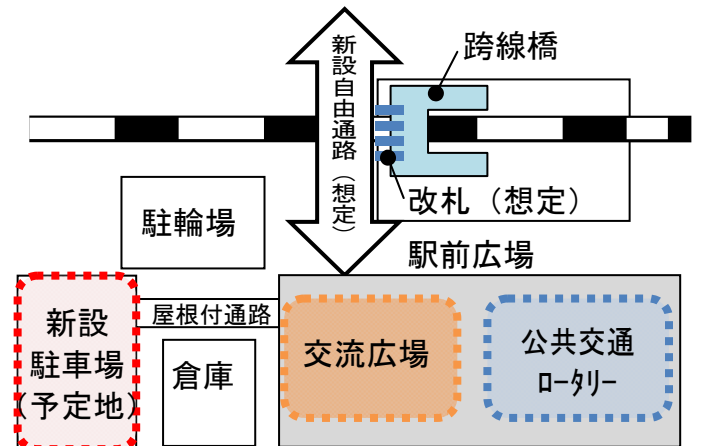 新設自由通路（想定）
跨線橋
改札（想定）
駐輪場
駅前広場
屋根付通路
新設
駐車場
（予定地）
倉庫
交流広場
公共交通
ﾛｰﾀﾘｰ